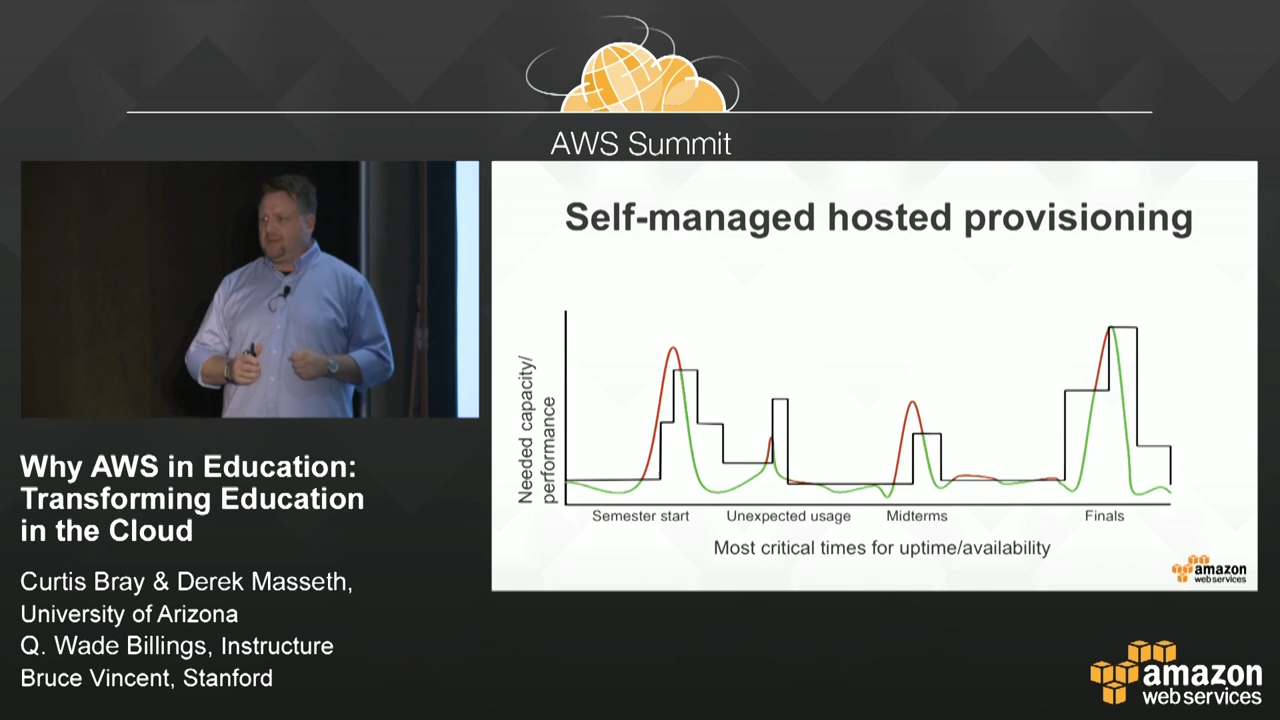 AWS Summit
Self-managed hosted provisioning
Needed capacity/
performance
Semester start
Unexpected usage
Midterms
Finals
Most critical times for uptime/availability
amazon
web services
Why AWS in Education:
Transforming Education
in the Cloud
Curtis Bray & Derek Masseth,
University of Arizona
Q. Wade Billings, Instructure
Bruce Vincent, Stanford
amazon
web services